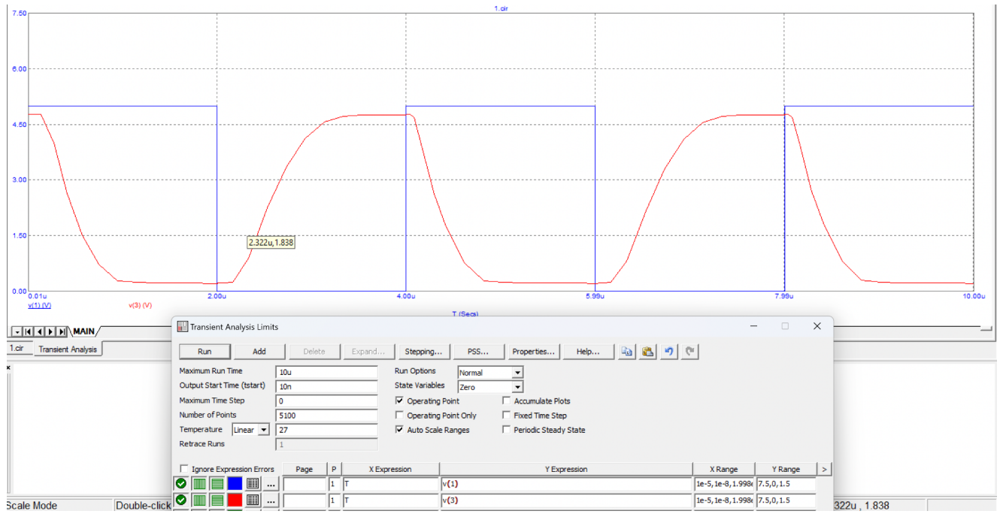 1.cir
7.50
6.00
4.50
3.00
1.50
0.00
2.322u,1.838
0.01u 2.00u 4.00u 5.99u 7.99u 10.00u
v(1) (V) v(3) (V)
T (Secs)
MAIN
1.cir Transient Analysis
Transient Analysis Limits
Run Add Delete Expand... Stepping... PSS... Properties... Help...
Maximum Run Time 10u Run Options Normal
Output Start Time (tstart) 10n State Variables Zero
Maximum Time Step 0 Operating Point Accumulate Plots
Number of Points 5100 Operating Point Only Fixed Time Step
Temperature Linear 27 Auto Scale Ranges Periodic Steady State
Retrace Runs 1
Ignore Expression Errors Page P X Expression Y Expression X Range Y Range >
... 1 T v(1) 1e-5,1e-8,1.998e 7.5,0,1.5
... 1 T v(3) 1e-5,1e-8,1.998e 7.5,0,1.5
Scale Mode Double-click 322u , 1.838